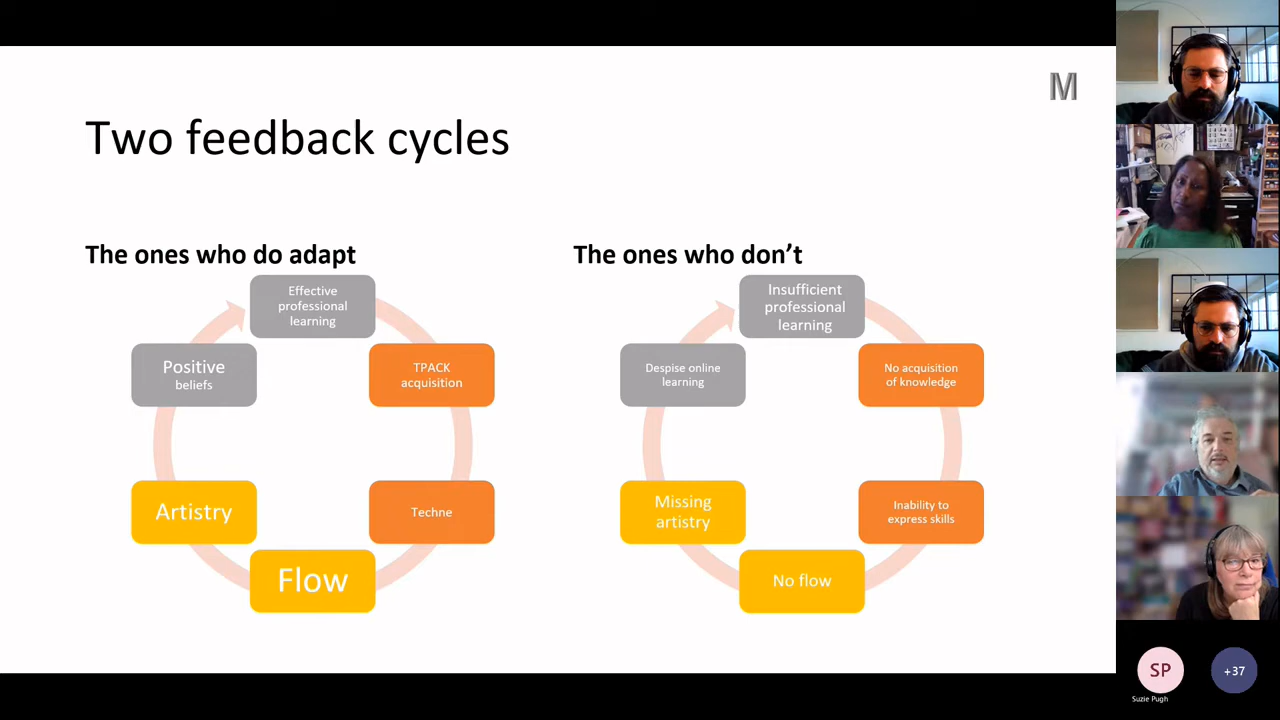 M
Two feedback cycles
The ones who do adapt
Effective
professional
learning
TPACK
acquisition
Techne
Flow
Artistry
Positive
beliefs
The ones who don't
Insufficient
professional
learning
No acquisition
of knowledge
Inability to
express skills
No flow
Missing
artistry
Despise online
learning
SP
+37
Suzie Pugh